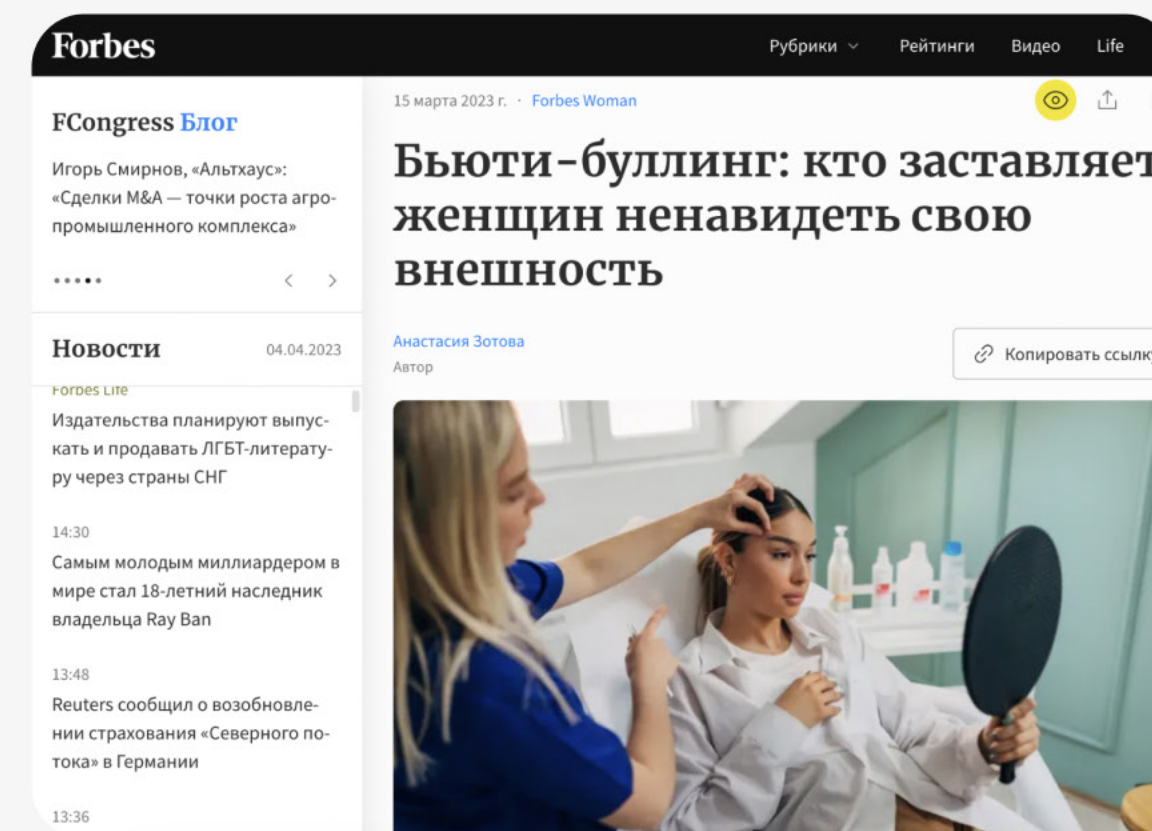 Forbes
Рубрики
Рейтинги
Видео
Life
FCongress Блог
Игорь Смирнов, «Альтхаус»:
«Сделки M&A — точки роста агро-
промышленного комплекса»
Новости
04.04.2023
Forbes Life
Издательства планируют выпус-
кать и продавать ЛГБТ-литерату-
ру через страны СНГ
14:30
Самым молодым миллиардером в
мире стал 18-летний наследник
владельца Ray Ban
13:48
Reuters сообщил о возобновле-
нии страхования «Северного по-
тока» в Германии
13:36
15 марта 2023 г. · Forbes Woman
Бьюти-буллинг: кто заставляет
женщин ненавидеть свою
внешность
Анастасия Зотова
Автор
Копировать ссылку